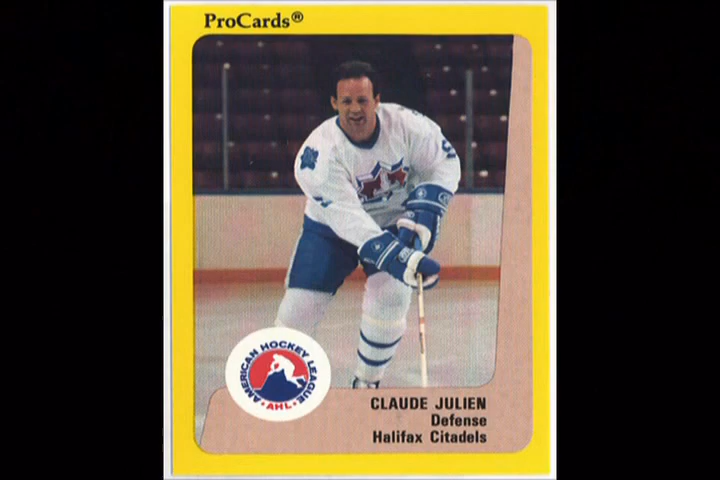 ProCards®
AMERICAN HOCKEY LEAGUE
• AHL •
CLAUDE JULIEN
Defense
Halifax Citadels